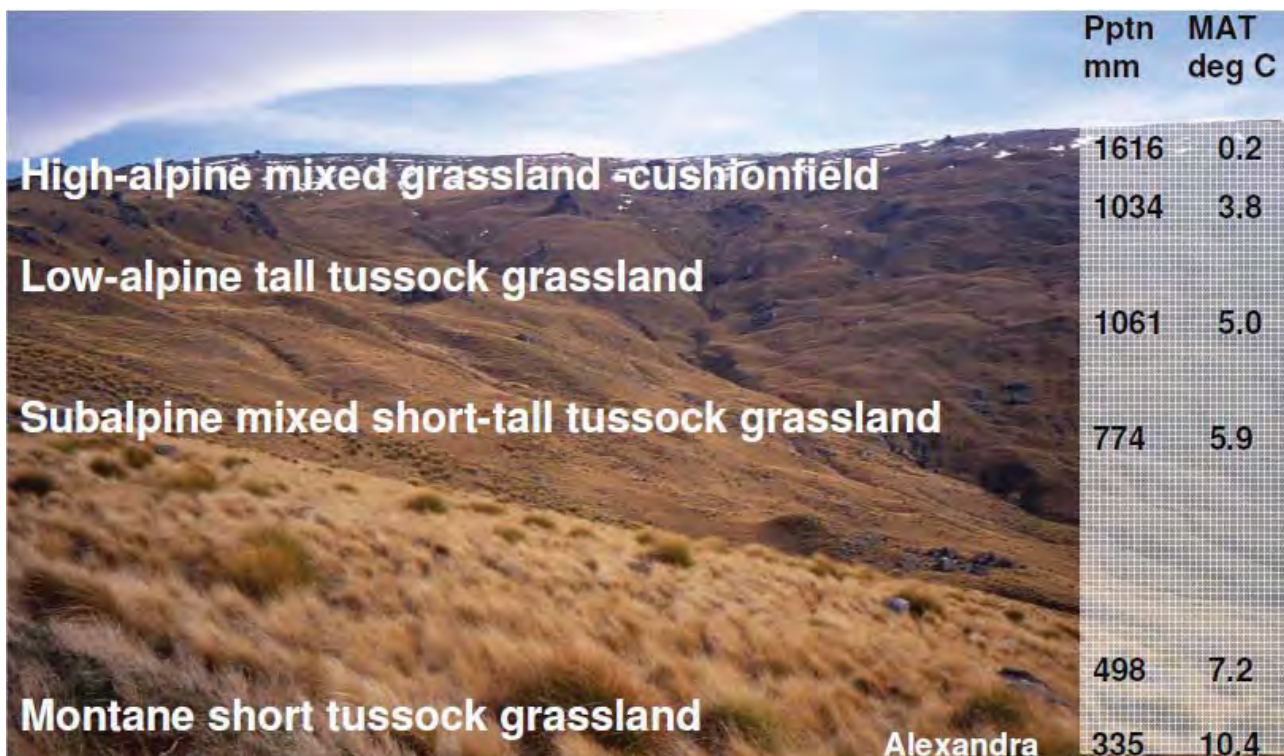 Pptn MAT
mm deg C
1616 0.2
High-alpine mixed grassland -cushionfield
1034 3.8
Low-alpine tall tussock grassland
1061 5.0
Subalpine mixed short-tall tussock grassland
774 5.9
498 7.2
Montane short tussock grassland
Alexandra 335 10.4